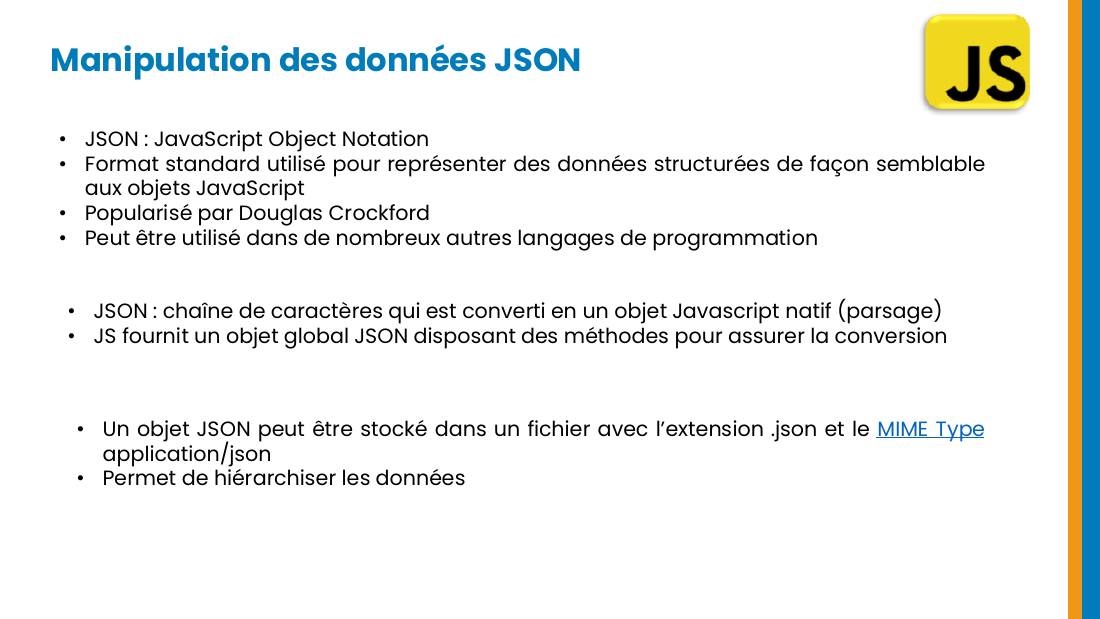 Manipulation des données JSON
JS
• JSON : JavaScript Object Notation
• Format standard utilisé pour représenter des données structurées de façon semblable
aux objets JavaScript
• Popularisé par Douglas Crockford
• Peut être utilisé dans de nombreux autres langages de programmation
• JSON : chaîne de caractères qui est converti en un objet Javascript natif (parsage)
• JS fournit un objet global JSON disposant des méthodes pour assurer la conversion
• Un objet JSON peut être stocké dans un fichier avec l’extension .json et le MIME Type
application/json
• Permet de hiérarchiser les données